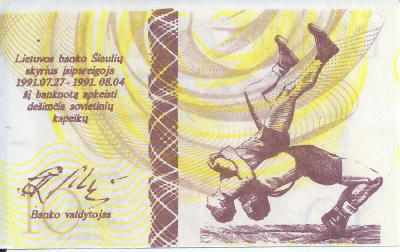 Lietuvos banko Šiaulių
skyrius įsipareigoja
1991.07.27 - 1991. 08.04
šį banknotą apkeisti
dešimčia sovietinių
kapeikų
10
Banko valdytojas